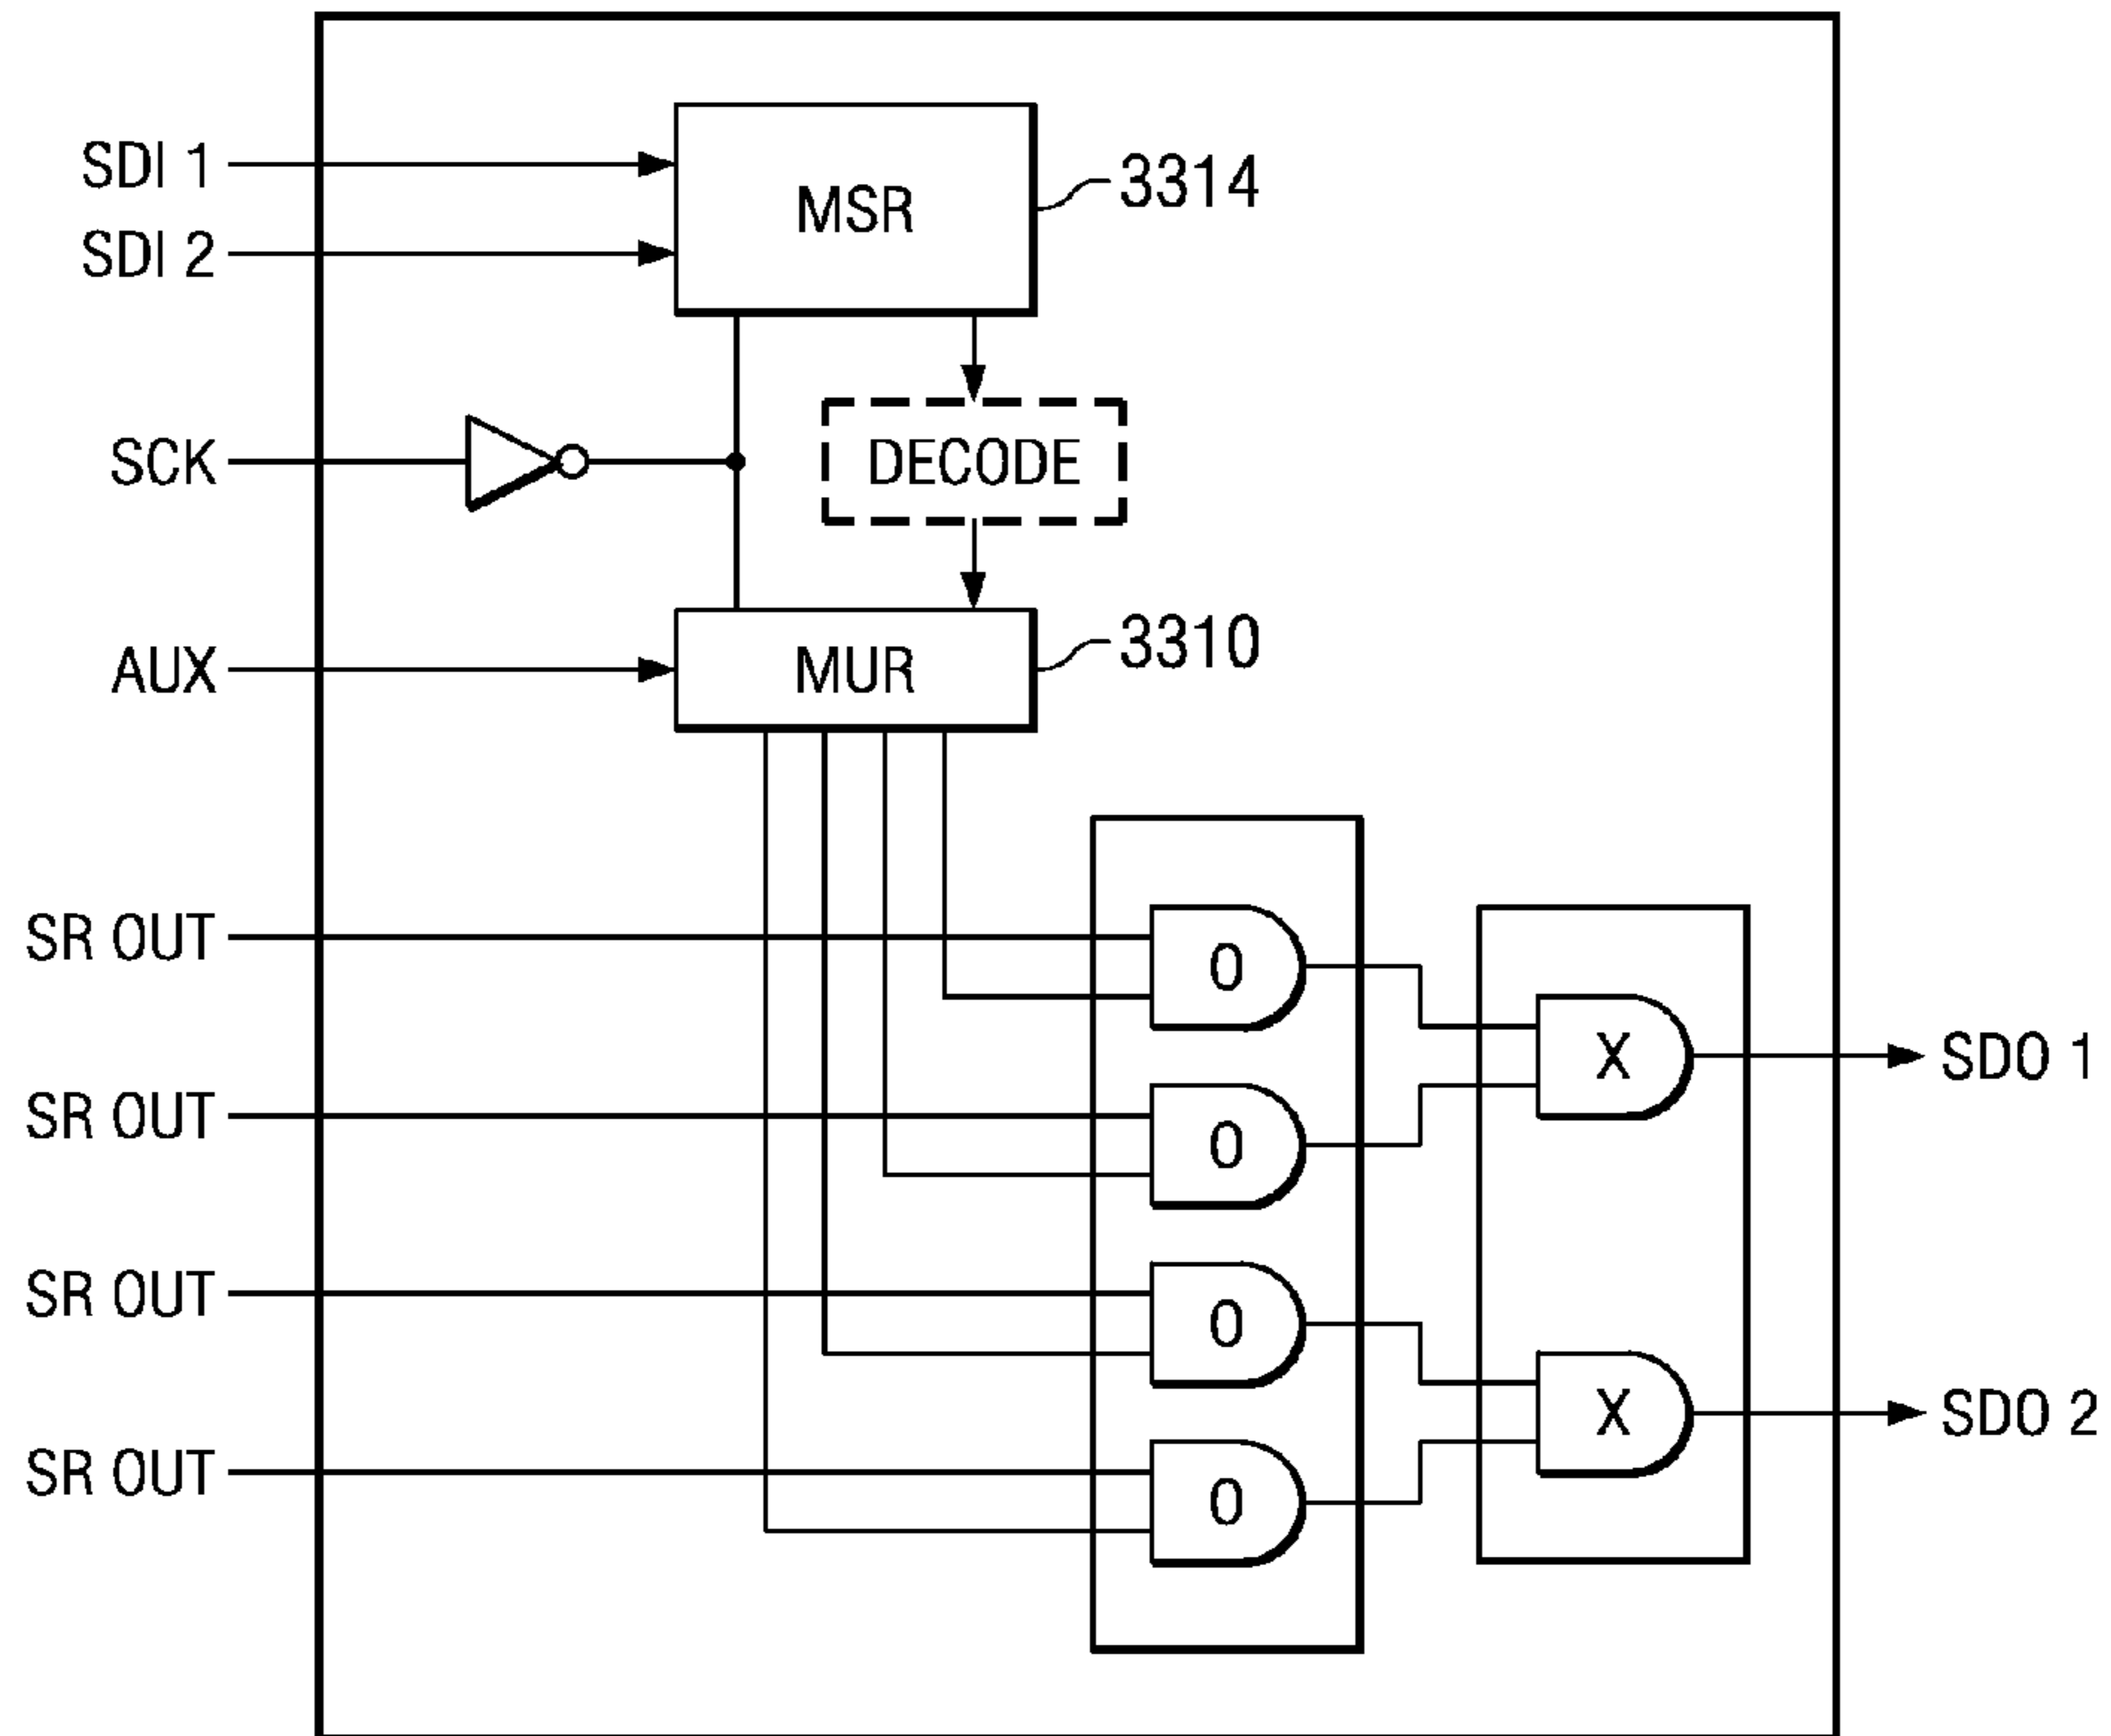 SDI 1
MSR
3314
SDI 2
SCK
DECODE
AUX
MUR
3310
SR OUT
O
X
SDO 1
SR OUT
O
SR OUT
O
X
SDO 2
SR OUT
O